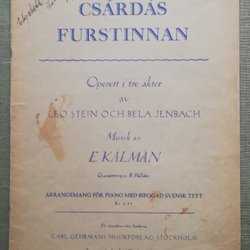 CSÁRDÁS
FURSTINNAN
Operett i tre akter
av
LEO STEIN OCH BELA JENBACH
Musik av
E. KÁLMÁN
ARRANGEMANG FÖR PIANO MED BIFOGAD SVENSK TEXT
CARL GEHRMANS MUSIKFÖRLAG STOCKHOLM